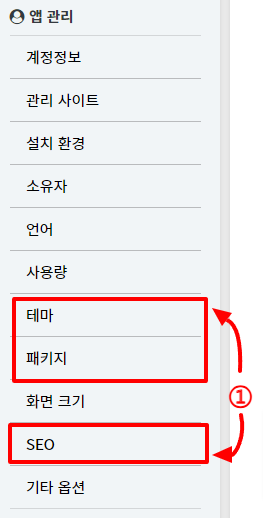 앱 관리
계정정보
관리 사이트
설치 환경
소유자
언어
사용량
테마
패키지
①
화면 크기
SEO
기타 옵션